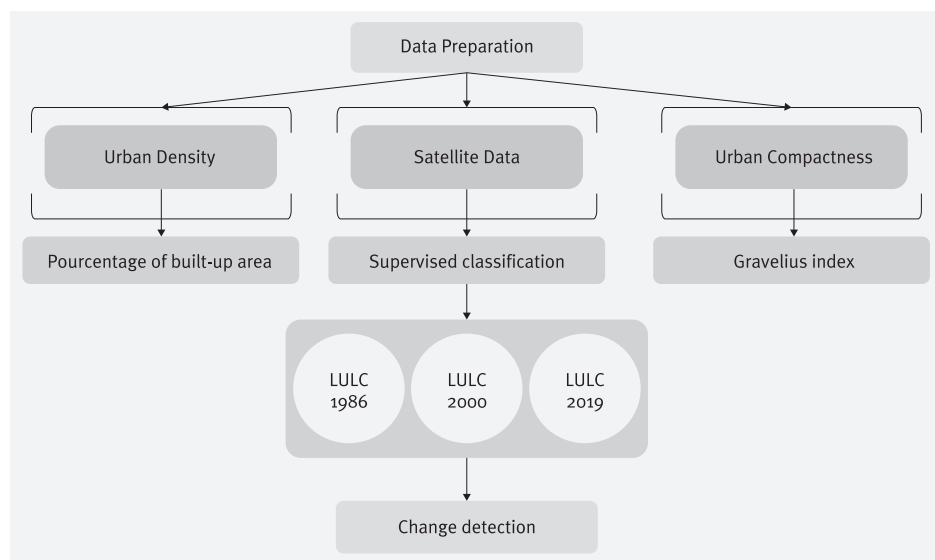 Data Preparation
Urban Density
Satellite Data
Urban Compactness
Pourcentage of built-up area
Supervised classification
Gravelius index
LULC
1986
LULC
2000
LULC
2019
Change detection